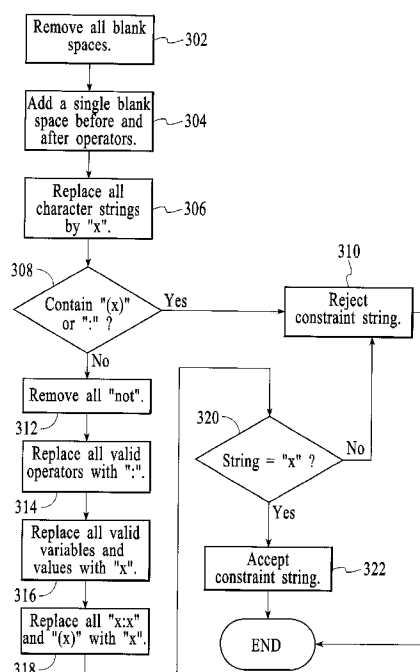 Remove all blank
spaces.
302
Add a single blank
space before and
after operators.
304
Replace all
character strings
by "x".
306
308
Contain "(x)"
or ":" ?
Yes
No
310
Reject
constraint string.
Remove all "not".
312
Replace all valid
operators with ":".
314
Replace all valid
variables and
values with "x".
316
Replace all "x:x"
and "(x)" with "x".
318
320
String = "x" ?
No
Yes
Accept
constraint string.
322
END